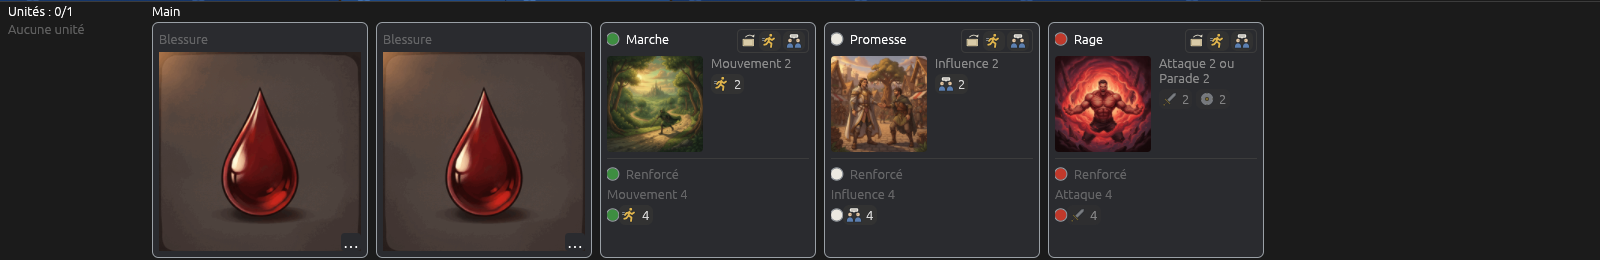 Unités : 0/1
Aucune unité
Main
Blessure
...
Blessure
...
Marche
Mouvement 2
2
Renforcé
Mouvement 4
4
Promesse
Influence 2
2
Renforcé
Influence 4
4
Rage
Attaque 2 ou
Parade 2
2 2
Renforcé
Attaque 4
4